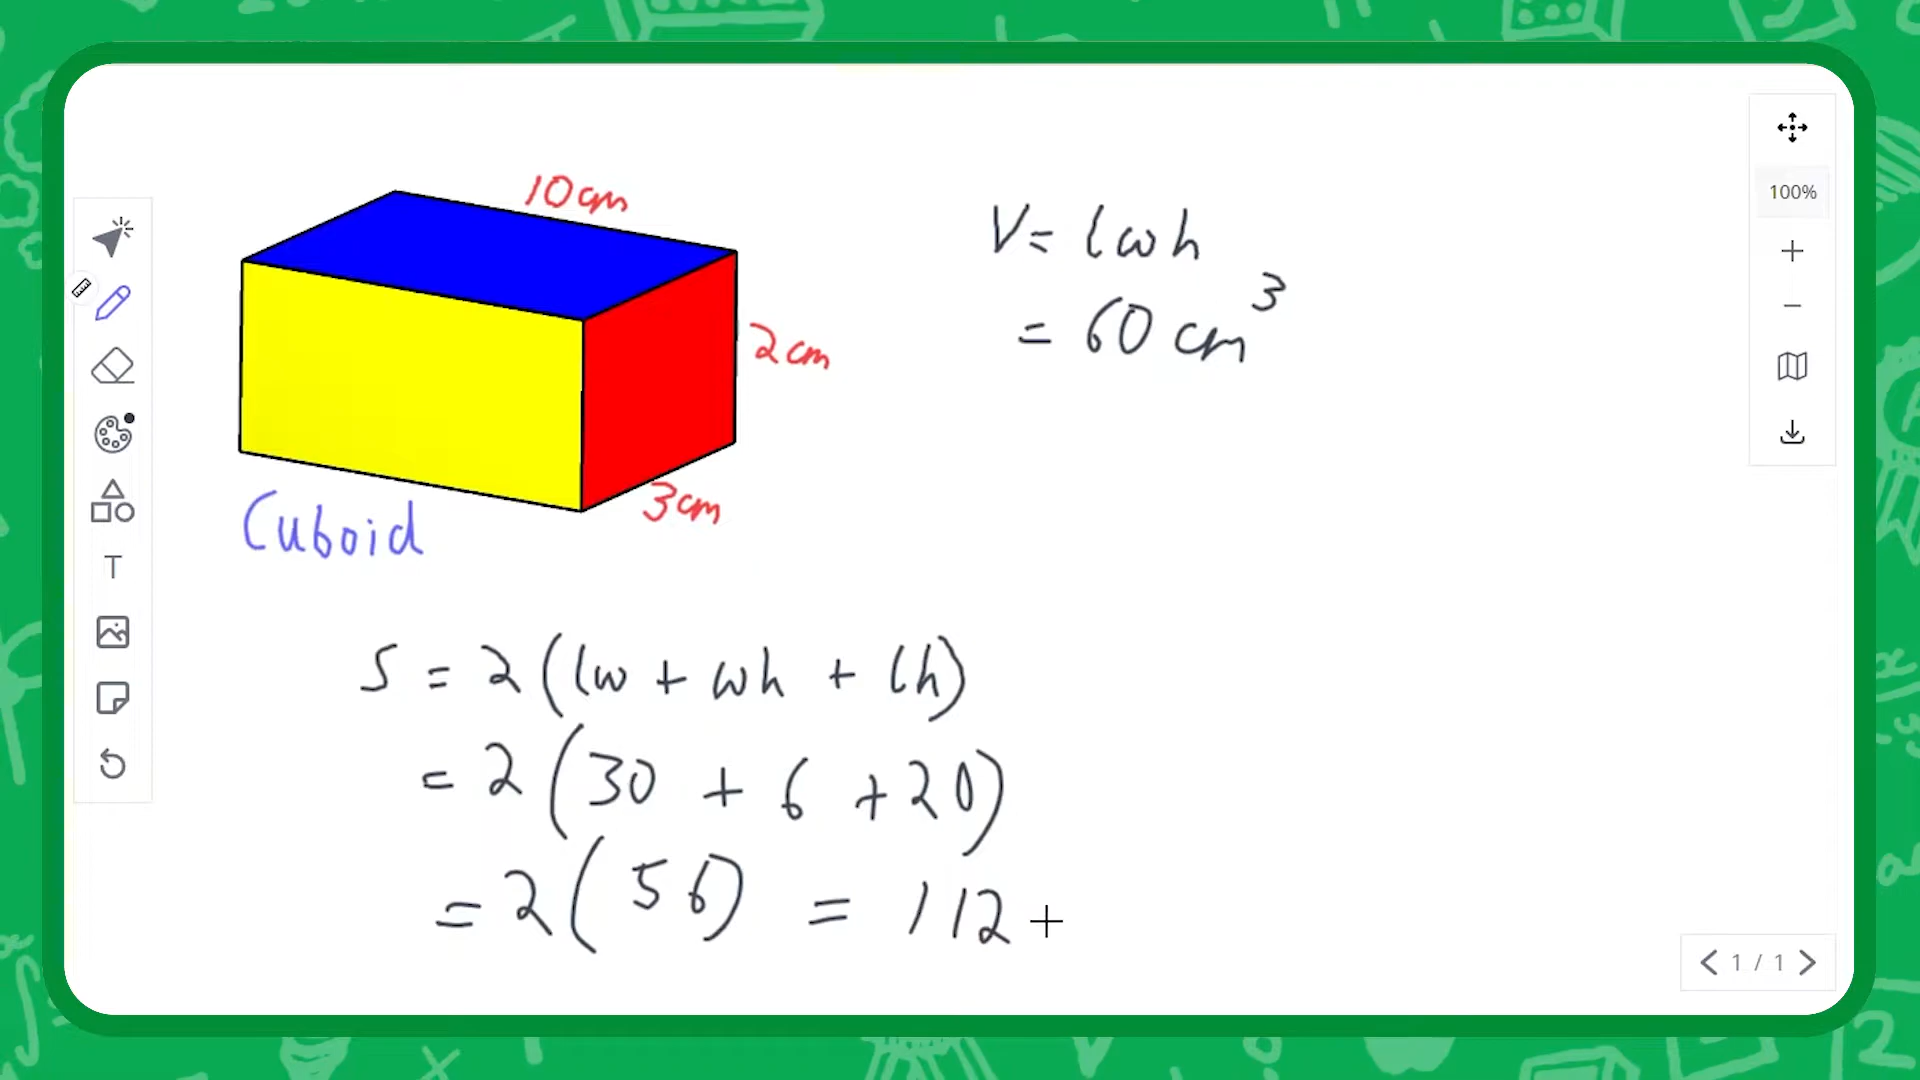 10cm
100%
V = lwh
= 60 cm³
2cm
3cm
Cuboid
T
S = 2(lw + wh + lh)
= 2(30 + 6 + 20)
= 2(56) = 112
1 / 1